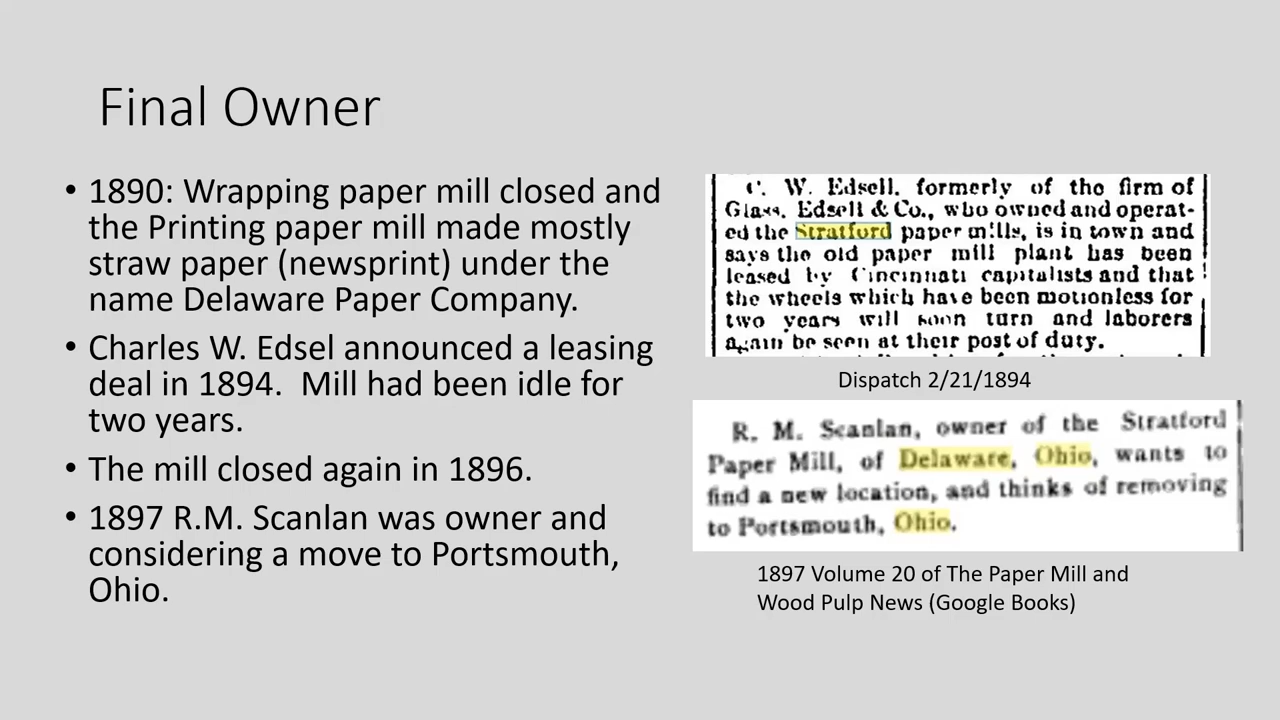 Final Owner
• 1890: Wrapping paper mill closed and
the Printing paper mill made mostly
straw paper (newsprint) under the
name Delaware Paper Company.
• Charles W. Edsel announced a leasing
deal in 1894.  Mill had been idle for
two years.
• The mill closed again in 1896.
• 1897 R.M. Scanlan was owner and
considering a move to Portsmouth,
Ohio.
C. W. Edsell, formerly of the firm of
Glass, Edsell & Co., who owned and operat-
ed the Stratford paper mills, is in town and
says the old paper mill plant has been
leased by Cincinnati capitalists and that
the wheels which have been motionless for
two years will soon turn and laborers
again be seen at their post of duty.
Dispatch 2/21/1894
R. M. Scanlan, owner of the Stratford
Paper Mill, of Delaware, Ohio, wants to
find a new location, and thinks of removing
to Portsmouth, Ohio.
1897 Volume 20 of The Paper Mill and
Wood Pulp News (Google Books)